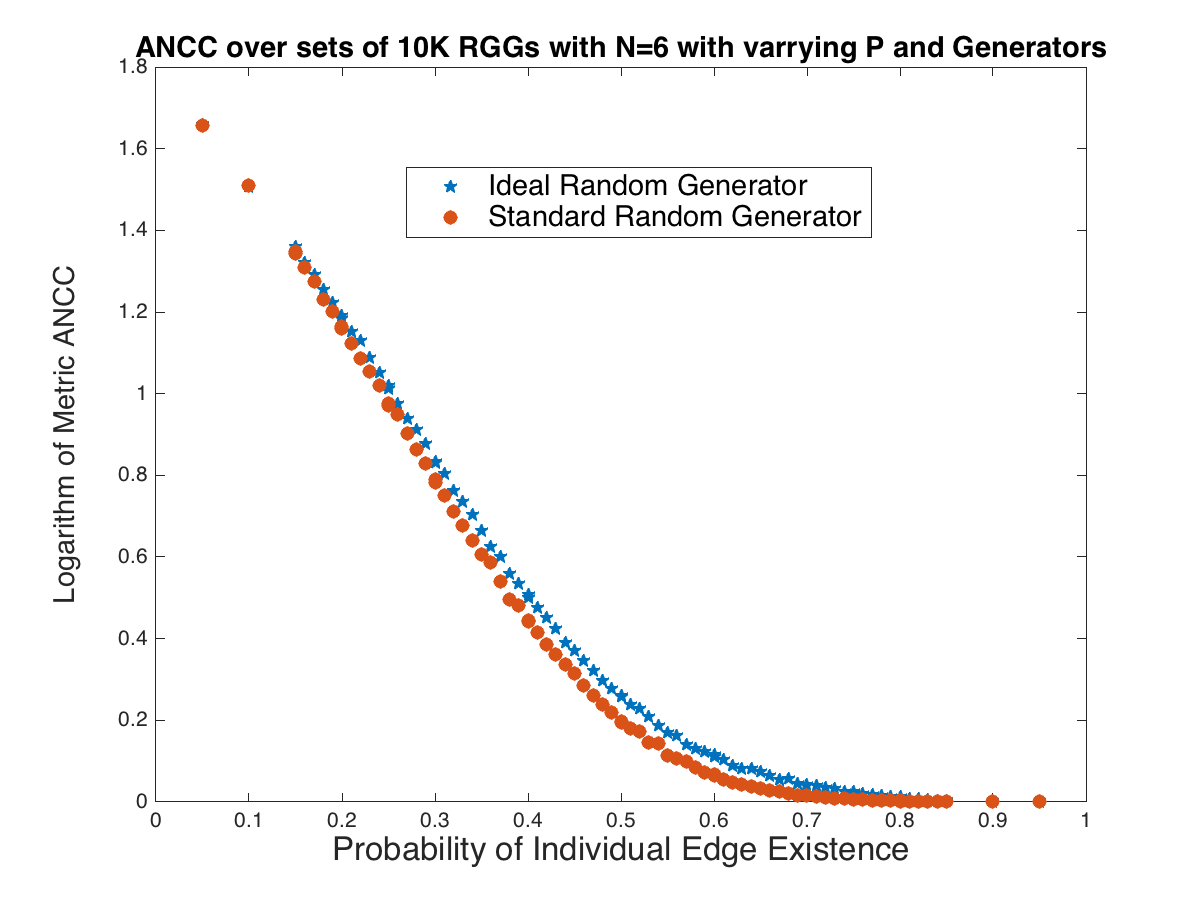 ANCC over sets of 10K RGGs with N=6 with varrying P and Generators
1.8
1.6
1.4
1.2
1
0.8
0.6
0.4
0.2
0
Logarithm of Metric ANCC
Ideal Random Generator
Standard Random Generator
0 0.1 0.2 0.3 0.4 0.5 0.6 0.7 0.8 0.9 1
Probability of Individual Edge Existence